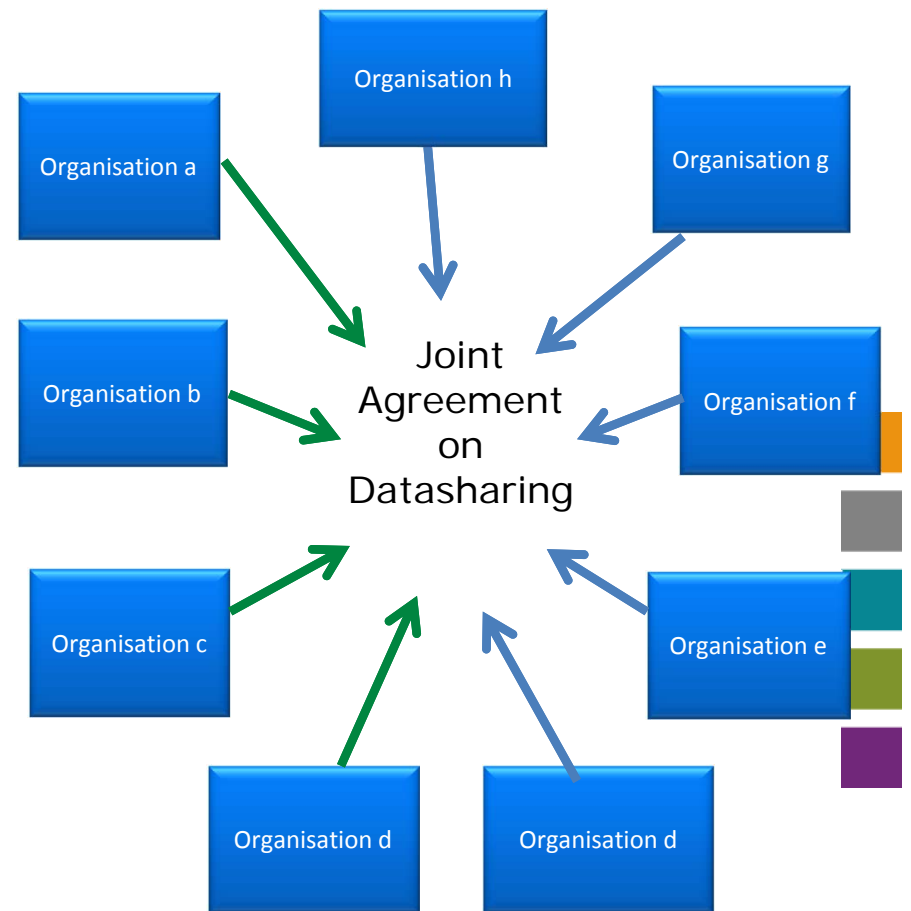 Organisation h
Organisation a
Organisation g
Joint
Agreement
on
Datasharing
Organisation b
Organisation f
Organisation c
Organisation e
Organisation d
Organisation d